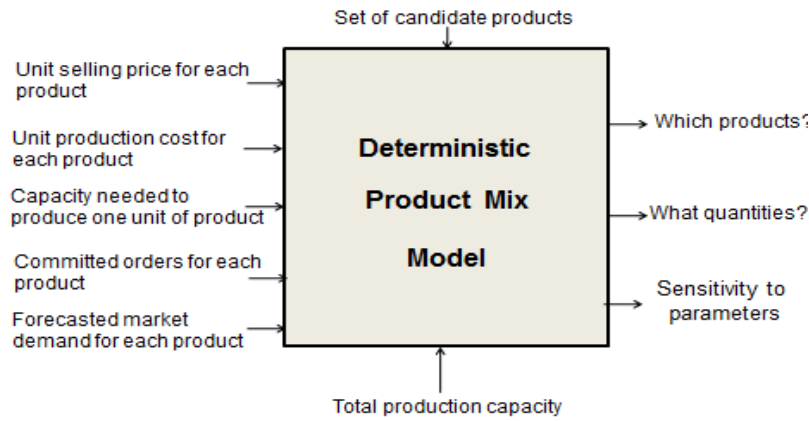 Set of candidate products
Unit selling price for each
product
Unit production cost for
each product
Capacity needed to
produce one unit of product
Committed orders for each
product
Forecasted market
demand for each product
Deterministic
Product Mix
Model
Which products?
What quantities?
Sensitivity to
parameters
Total production capacity